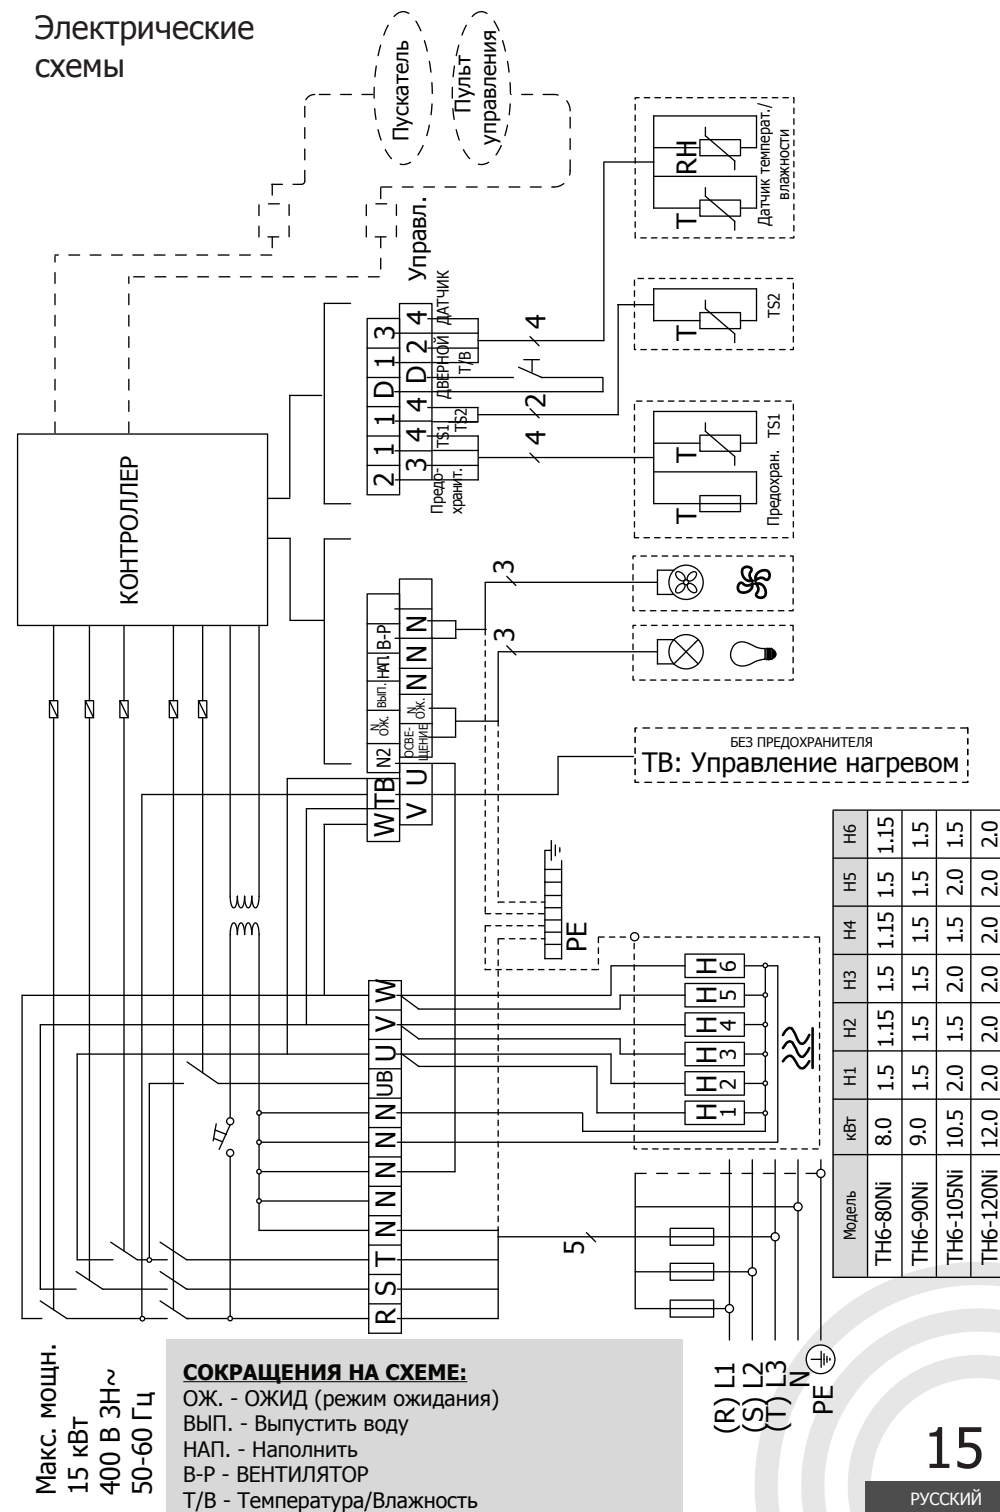 Электрические
схемы
Пускатель
Пульт
управления
КОНТРОЛЛЕР
Управл.
2 1 1 D 1 3
3 4 4 D 2 4
Предо-
хранит.
TS1
TS2
ДВЕРНОЙ
T/B
ДАТЧИК
4
2
4
T
RH
Датчик температ./
влажности
T
TS2
T
T
Предохран.
TS1
3
3
W TB N2 N
ОЖ. ВЫП. НАП. В-Р
V U ОСВЕ-
ЩЕНИЕ N
ОЖ. N N N
БЕЗ ПРЕДОХРАНИТЕЛЯ
ТВ: Управление нагревом
PE
R S T N N N N N UB U V W
H1 H2 H3 H4 H5 H6
5
Модель кВт H1 H2 H3 H4 H5 H6
TH6-80Ni 8.0 1.5 1.15 1.5 1.15 1.5 1.15
TH6-90Ni 9.0 1.5 1.5 1.5 1.5 1.5 1.5
TH6-105Ni 10.5 2.0 1.5 2.0 1.5 2.0 1.5
TH6-120Ni 12.0 2.0 2.0 2.0 2.0 2.0 2.0
(R) L1
(S) L2
(T) L3
N
PE
Макс. мощн.
15 кВт
400 В 3Н~
50-60 Гц
СОКРАЩЕНИЯ НА СХЕМЕ:
ОЖ. - ОЖИД (режим ожидания)
ВЫП. - Выпустить воду
НАП. - Наполнить
В-Р - ВЕНТИЛЯТОР
Т/В - Температура/Влажность
15
РУССКИЙ